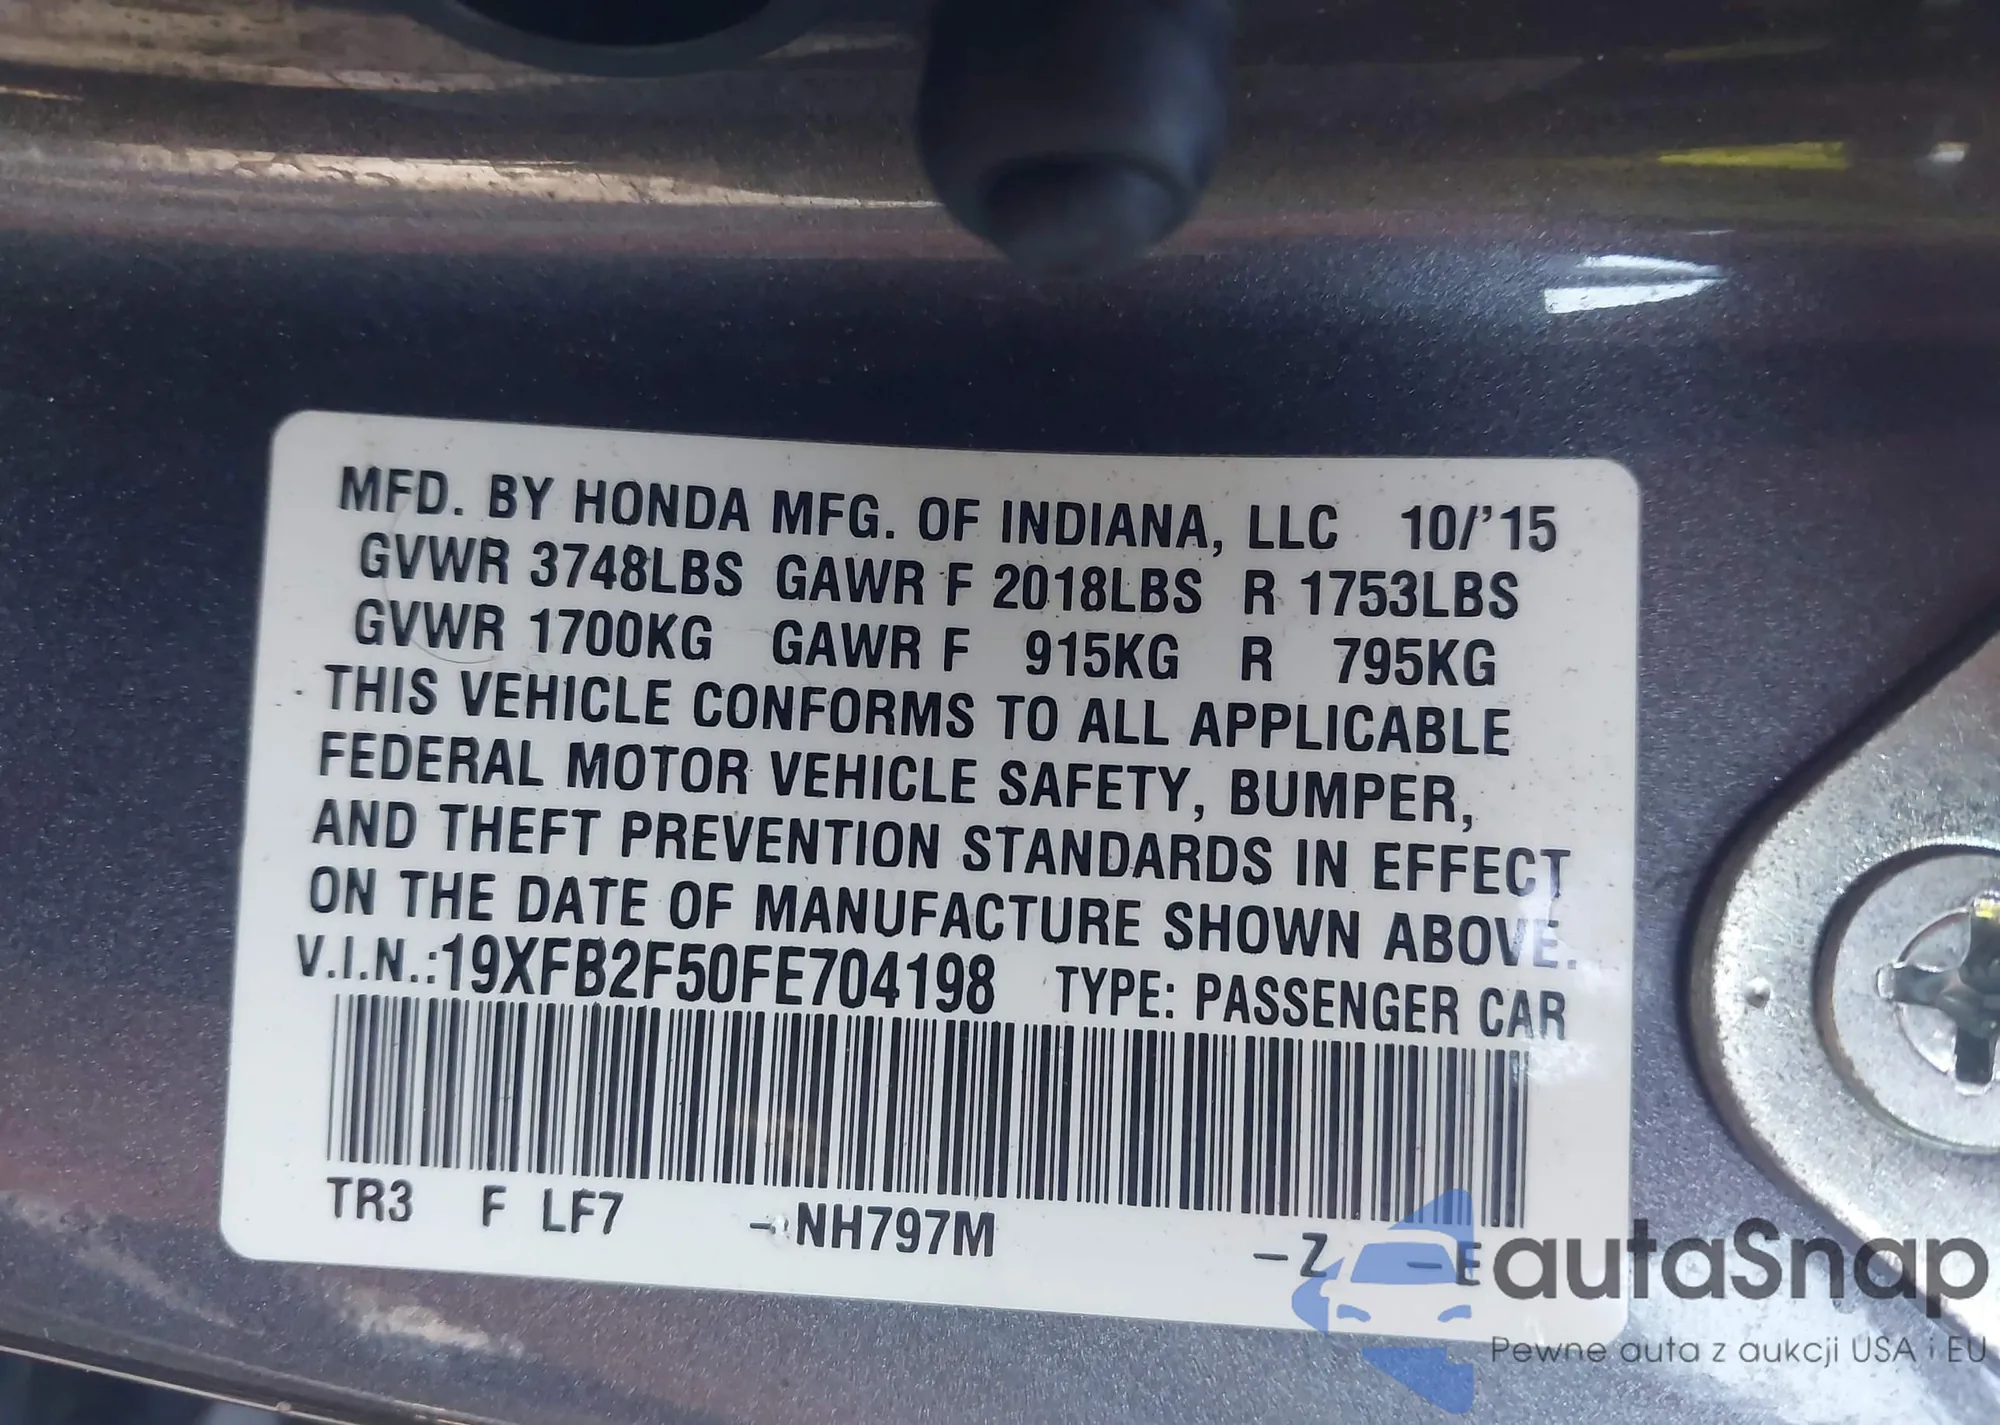 MFD. BY HONDA MFG. OF INDIANA, LLC 10/'15
GVWR 3748LBS GAWR F 2018LBS R 1753LBS
GVWR 1700KG GAWR F 915KG R 795KG
THIS VEHICLE CONFORMS TO ALL APPLICABLE
FEDERAL MOTOR VEHICLE SAFETY, BUMPER,
AND THEFT PREVENTION STANDARDS IN EFFECT
ON THE DATE OF MANUFACTURE SHOWN ABOVE.
V.I.N.:19XFB2F50FE704198 TYPE: PASSENGER CAR
TR3 F LF7 -NH797M -Z -E
autaSnap
Pewne auta z aukcji USA i EU